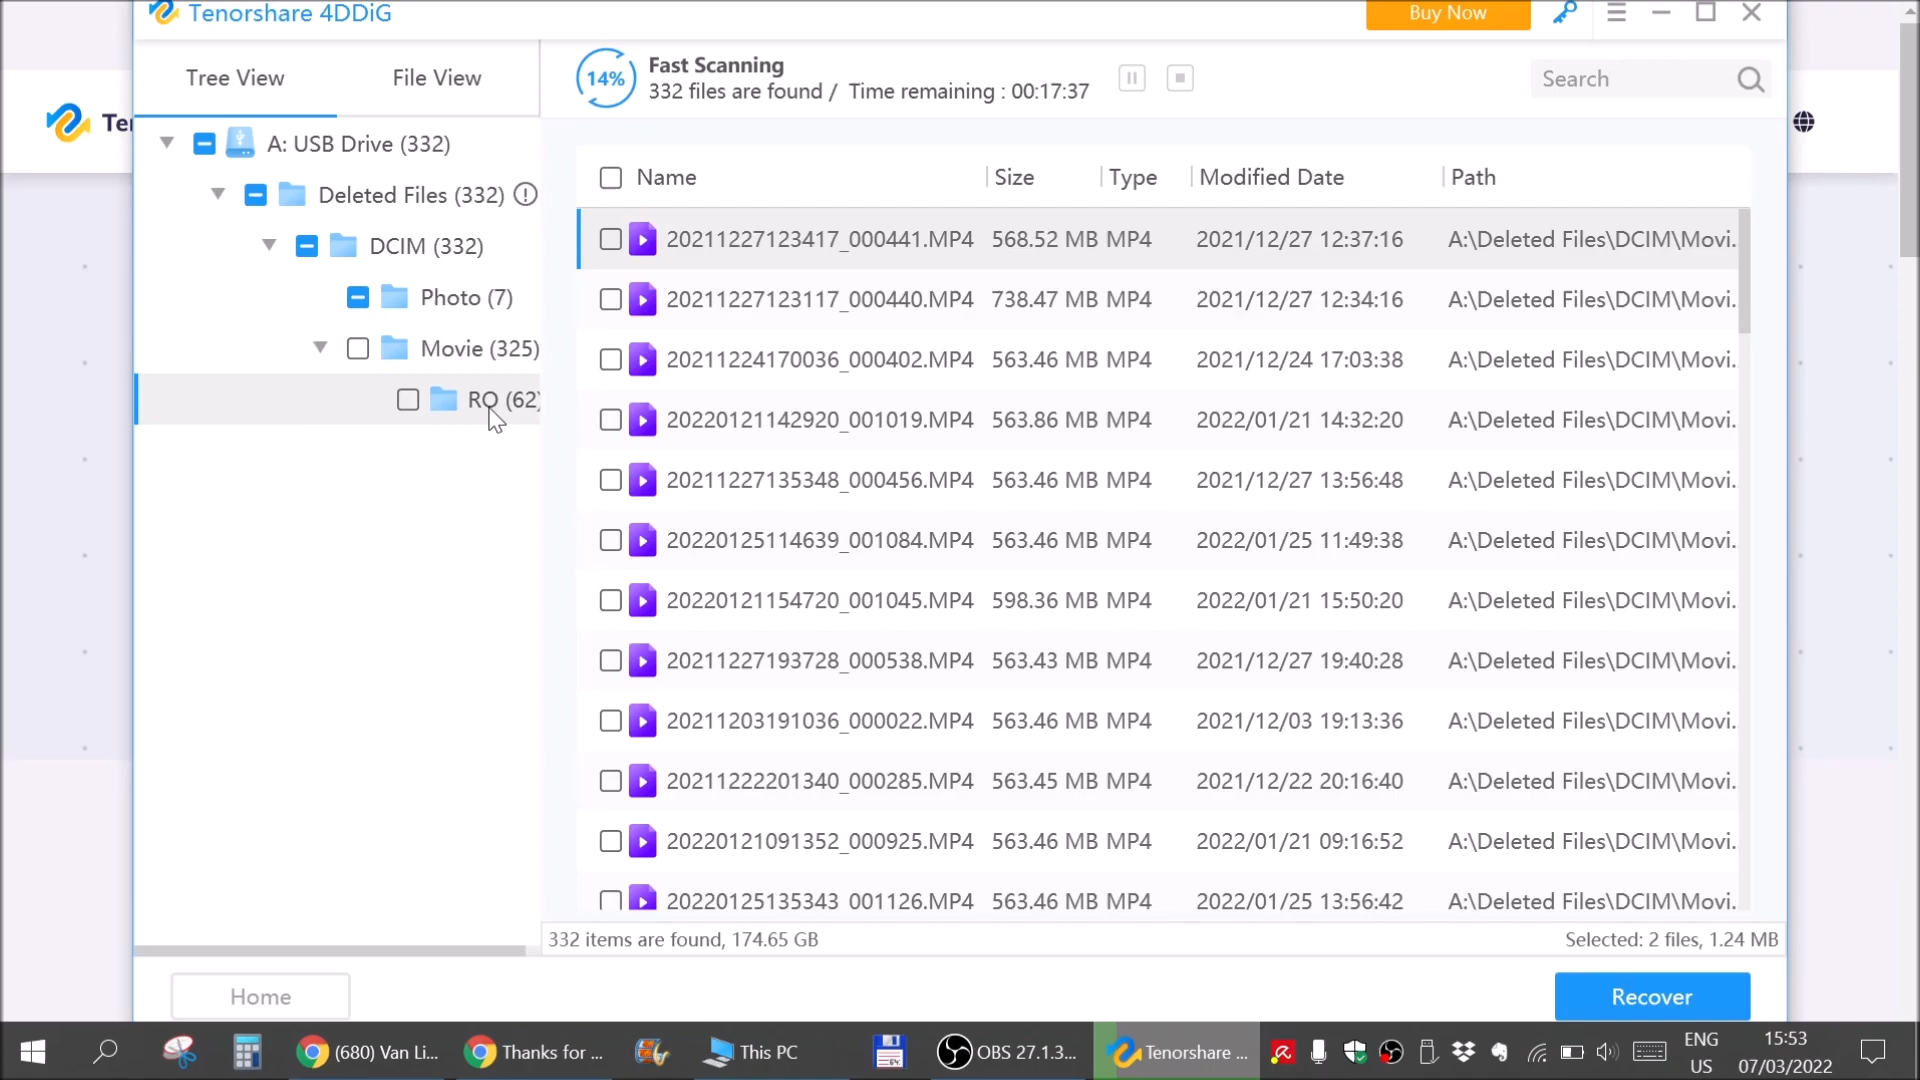 Tenorshare 4DDiG
Buy Now
Tree View
File View
14%
Fast Scanning
332 files are found / Time remaining : 00:17:37
Search
Ter
A: USB Drive (332)
Deleted Files (332)
DCIM (332)
Photo (7)
Movie (325)
RO (62)
Name Size Type Modified Date Path
20211227123417_000441.MP4 568.52 MB MP4 2021/12/27 12:37:16 A:\Deleted Files\DCIM\Movi..
20211227123117_000440.MP4 738.47 MB MP4 2021/12/27 12:34:16 A:\Deleted Files\DCIM\Movi..
20211224170036_000402.MP4 563.46 MB MP4 2021/12/24 17:03:38 A:\Deleted Files\DCIM\Movi..
20220121142920_001019.MP4 563.86 MB MP4 2022/01/21 14:32:20 A:\Deleted Files\DCIM\Movi..
20211227135348_000456.MP4 563.46 MB MP4 2021/12/27 13:56:48 A:\Deleted Files\DCIM\Movi..
20220125114639_001084.MP4 563.46 MB MP4 2022/01/25 11:49:38 A:\Deleted Files\DCIM\Movi..
20220121154720_001045.MP4 598.36 MB MP4 2022/01/21 15:50:20 A:\Deleted Files\DCIM\Movi..
20211227193728_000538.MP4 563.43 MB MP4 2021/12/27 19:40:28 A:\Deleted Files\DCIM\Movi..
20211203191036_000022.MP4 563.46 MB MP4 2021/12/03 19:13:36 A:\Deleted Files\DCIM\Movi..
20211222201340_000285.MP4 563.45 MB MP4 2021/12/22 20:16:40 A:\Deleted Files\DCIM\Movi..
20220121091352_000925.MP4 563.46 MB MP4 2022/01/21 09:16:52 A:\Deleted Files\DCIM\Movi..
20220125135343_001126.MP4 563.46 MB MP4 2022/01/25 13:56:42 A:\Deleted Files\DCIM\Movi..
332 items are found, 174.65 GB
Selected: 2 files, 1.24 MB
Home
Recover
(680) Van Li...
Thanks for ...
This PC
OBS 27.1.3...
Tenorshare ...
ENG
US
15:53
07/03/2022